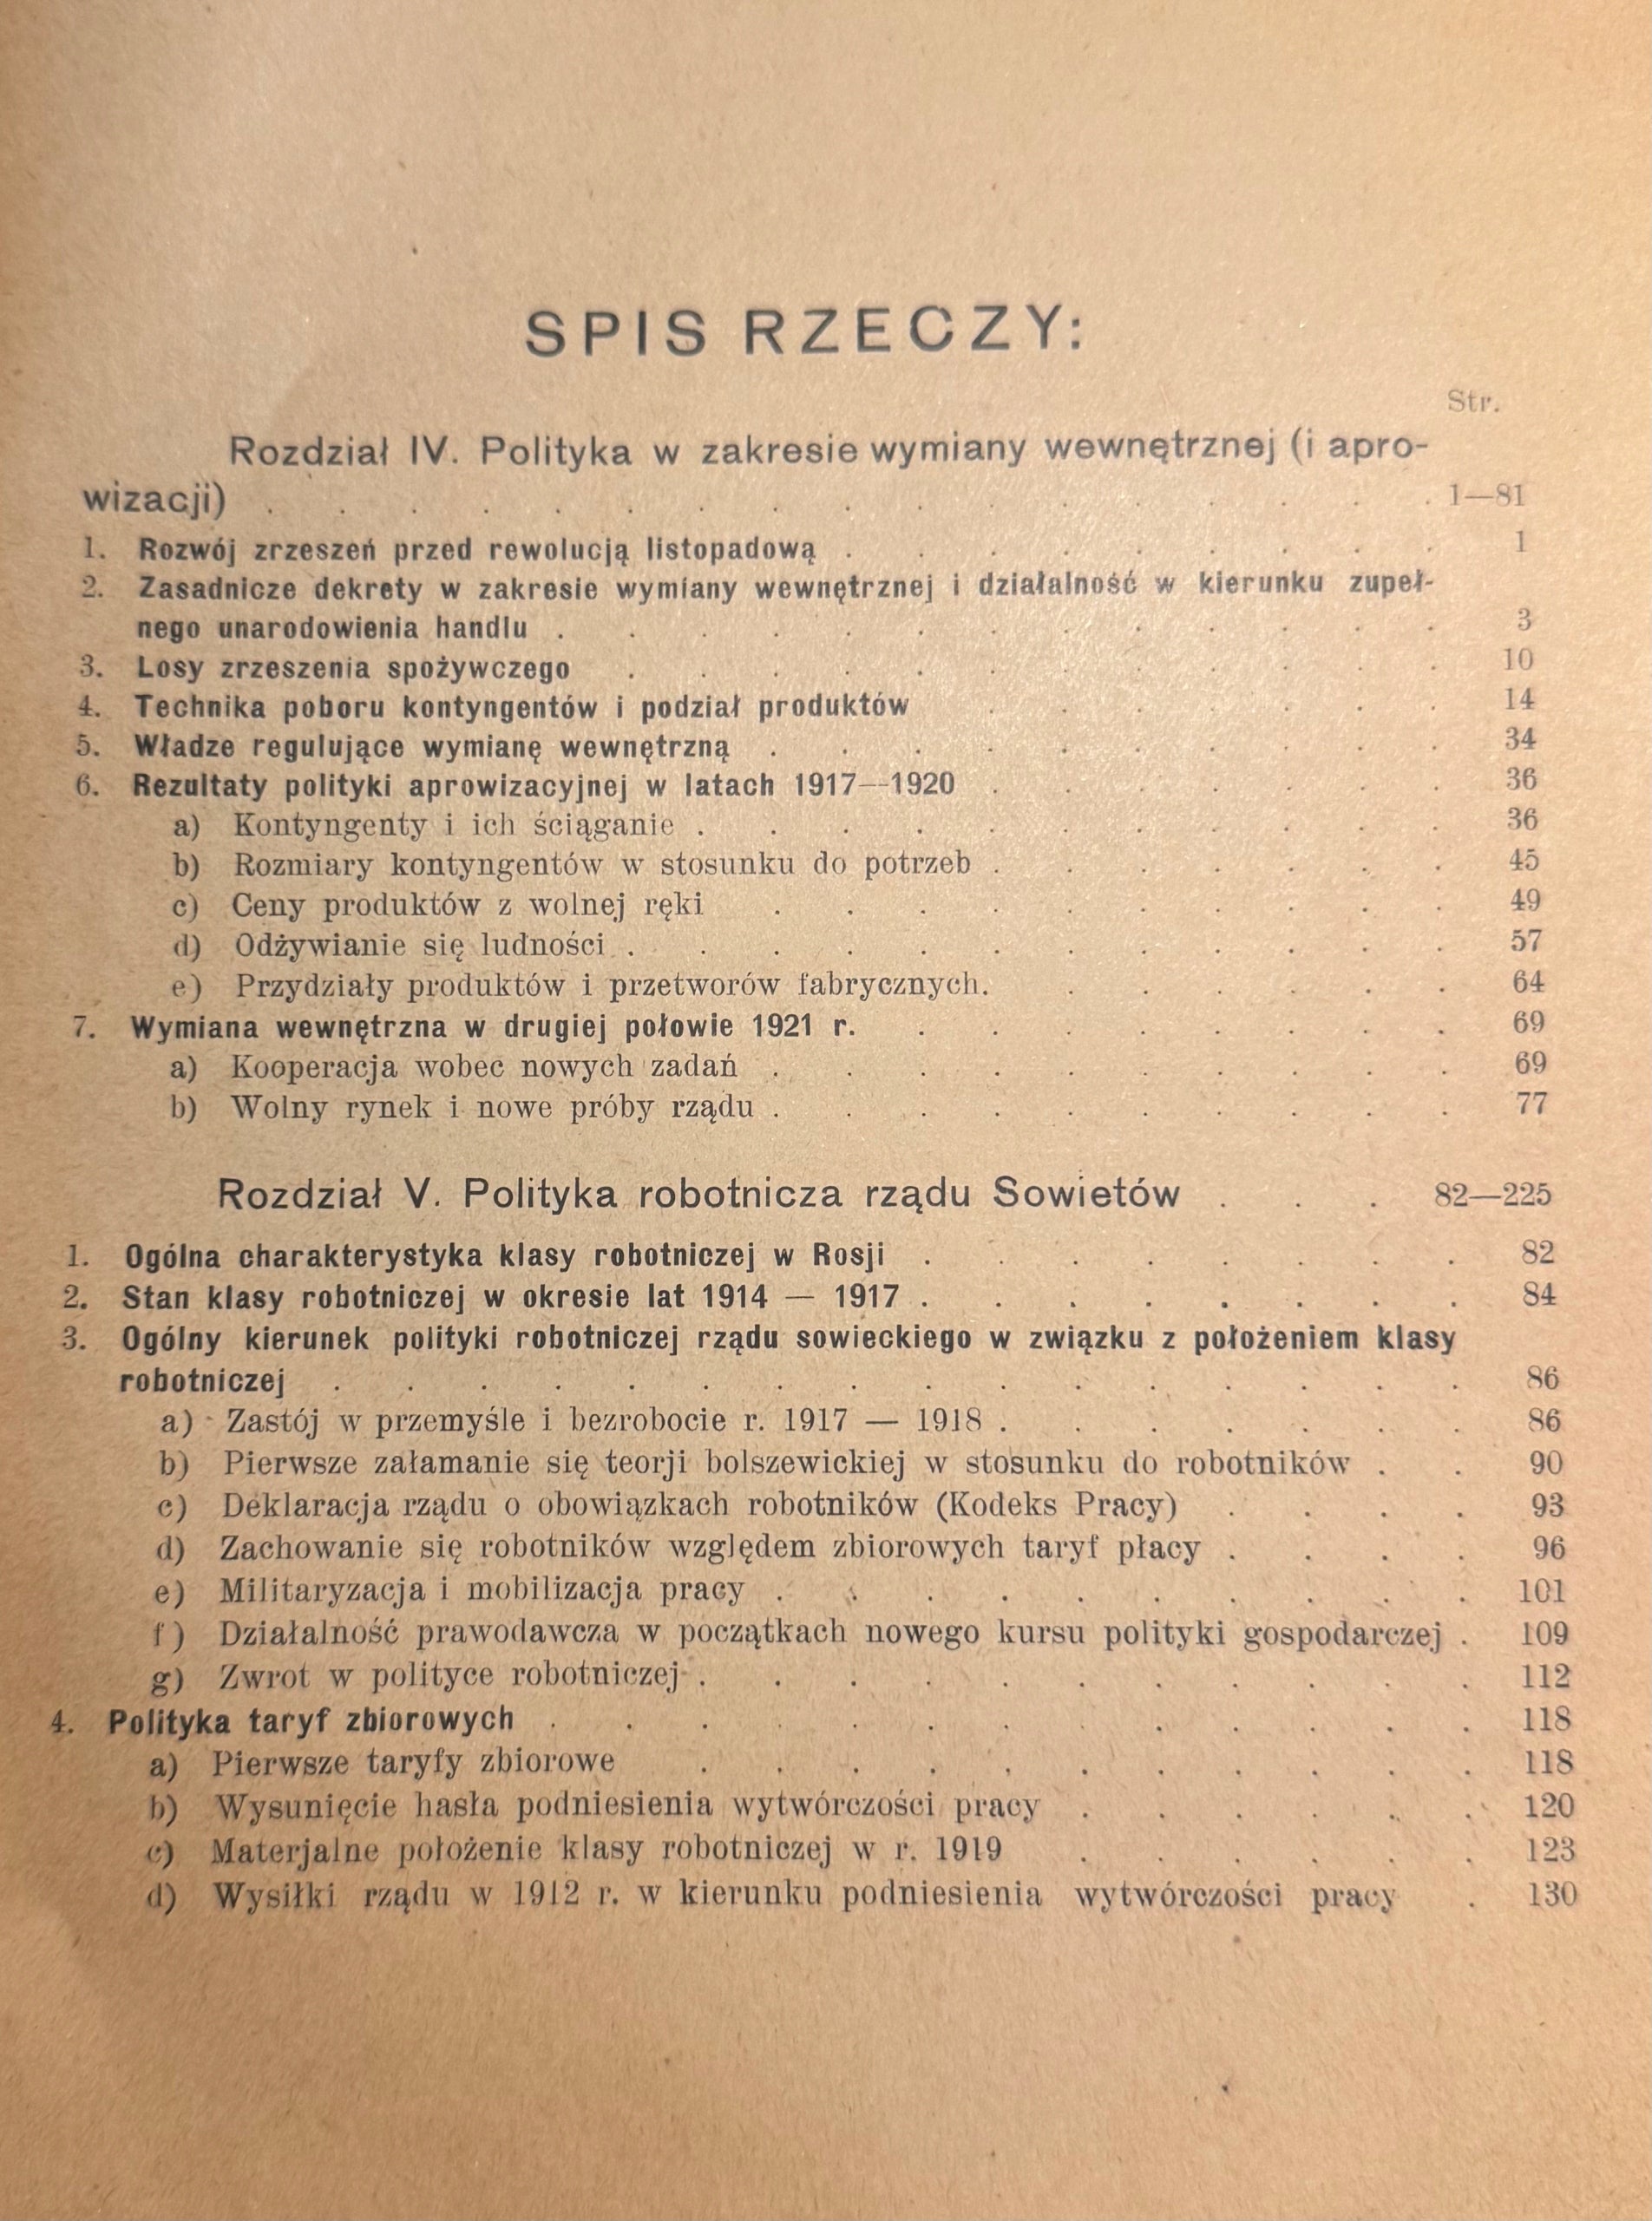 SPIS RZECZY:
Str.
Rozdział IV. Polityka w zakresie wymiany wewnętrznej (i apro-
wizacji) . . . . . . . . . . . . . . . . . 1—81
1. Rozwój zrzeszeń przed rewolucją listopadową . . . . . . . . . 1
2. Zasadnicze dekrety w zakresie wymiany wewnętrznej i działalność w kierunku zupeł-
nego unarodowienia handlu . . . . . . . . . . . . . 3
3. Losy zrzeszenia spożywczego . . . . . . . . . . . . 10
4. Technika poboru kontyngentów i podział produktów . . . . . . . 14
5. Władze regulujące wymianę wewnętrzną . . . . . . . . . . 34
6. Rezultaty polityki aprowizacyjnej w latach 1917—1920 . . . . . . . 36
a) Kontyngenty i ich ściąganie . . . . . . . . . . . 36
b) Rozmiary kontyngentów w stosunku do potrzeb . . . . . . . 45
c) Ceny produktów z wolnej ręki . . . . . . . . . . 49
d) Odżywianie się ludności . . . . . . . . . . . . 57
e) Przydziały produktów i przetworów fabrycznych. . . . . . . 64
7. Wymiana wewnętrzna w drugiej połowie 1921 r. . . . . . . . . 69
a) Kooperacja wobec nowych zadań . . . . . . . . . . 69
b) Wolny rynek i nowe próby rządu . . . . . . . . . . 77
Rozdział V. Polityka robotnicza rządu Sowietów . . . 82—225
1. Ogólna charakterystyka klasy robotniczej w Rosji . . . . . . . . 82
2. Stan klasy robotniczej w okresie lat 1914 — 1917 . . . . . . . . 84
3. Ogólny kierunek polityki robotniczej rządu sowieckiego w związku z położeniem klasy
robotniczej . . . . . . . . . . . . . . . . 86
a) Zastój w przemyśle i bezrobocie r. 1917 — 1918 . . . . . . . 86
b) Pierwsze załamanie się teorji bolszewickiej w stosunku do robotników . . 90
c) Deklaracja rządu o obowiązkach robotników (Kodeks Pracy) . . . . 93
d) Zachowanie się robotników względem zbiorowych taryf płacy . . . . 96
e) Militaryzacja i mobilizacja pracy . . . . . . . . . . 101
f) Działalność prawodawcza w początkach nowego kursu polityki gospodarczej . 109
g) Zwrot w polityce robotniczej . . . . . . . . . . . 112
4. Polityka taryf zbiorowych . . . . . . . . . . . . . 118
a) Pierwsze taryfy zbiorowe . . . . . . . . . . . 118
b) Wysunięcie hasła podniesienia wytwórczości pracy . . . . . . 120
c) Materjalne położenie klasy robotniczej w r. 1919 . . . . . . 123
d) Wysiłki rządu w 1912 r. w kierunku podniesienia wytwórczości pracy . 130